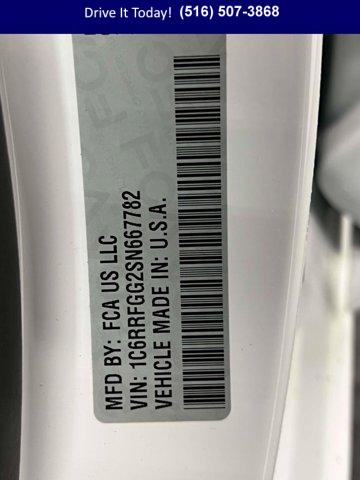 Drive It Today! (516) 507-3868
MFD BY: FCA US LLC
VIN: 1C6RRFGG2SN667782
VEHICLE MADE IN: U.S.A.